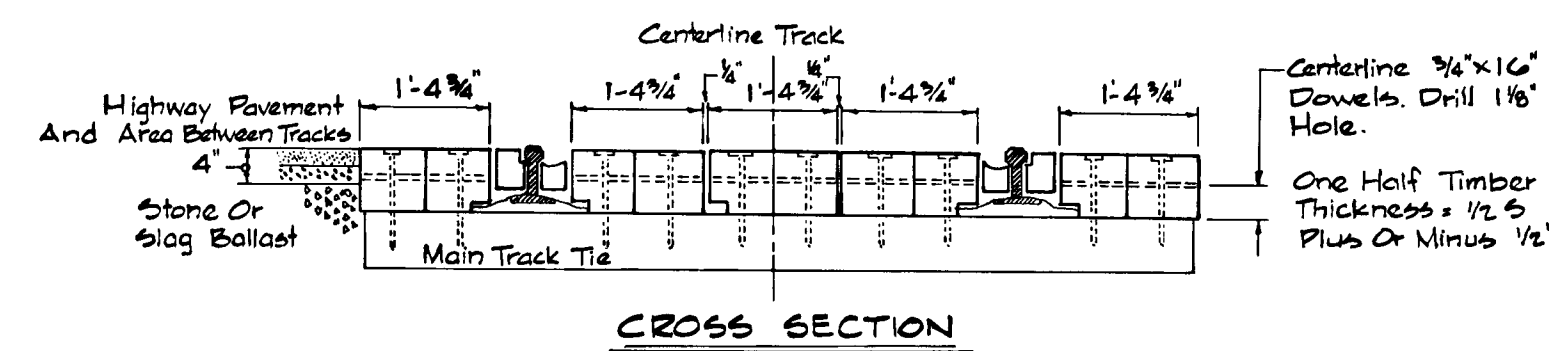 Centerline Track
1'-4 3/4"
1'-4 3/4"
1/4"
1'-4 3/4"
1/4"
1'-4 3/4"
1'-4 3/4"
Highway Pavement
And Area Between Tracks
4"
Stone Or
Slag Ballast
Main Track Tie
Centerline 3/4"x16"
Dowels. Drill 1 1/8"
Hole.
One Half Timber
Thickness = 1/2 S
Plus Or Minus 1/2"
CROSS SECTION